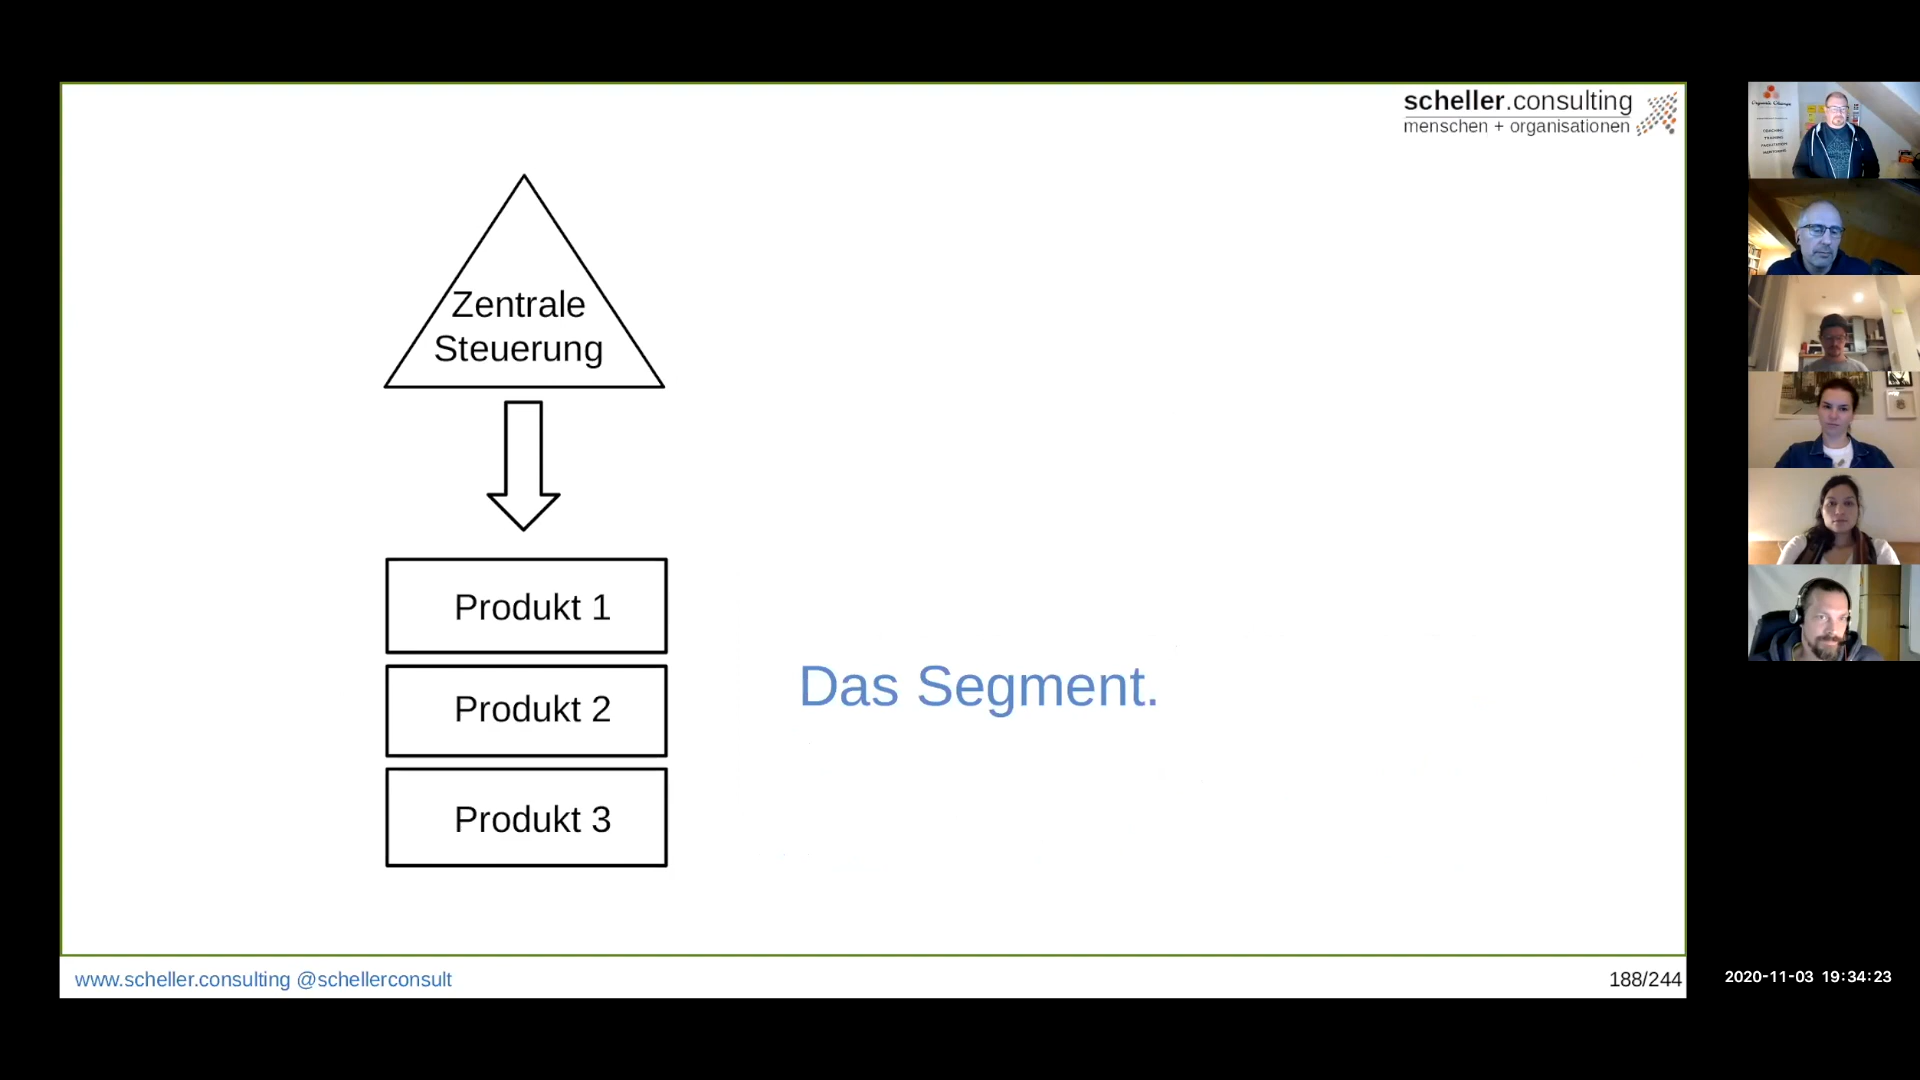 scheller.consulting
menschen + organisationen
Zentrale
Steuerung
Produkt 1
Produkt 2
Das Segment.
Produkt 3
www.scheller.consulting @schellerconsult
188/244
2020-11-03 19:34:23